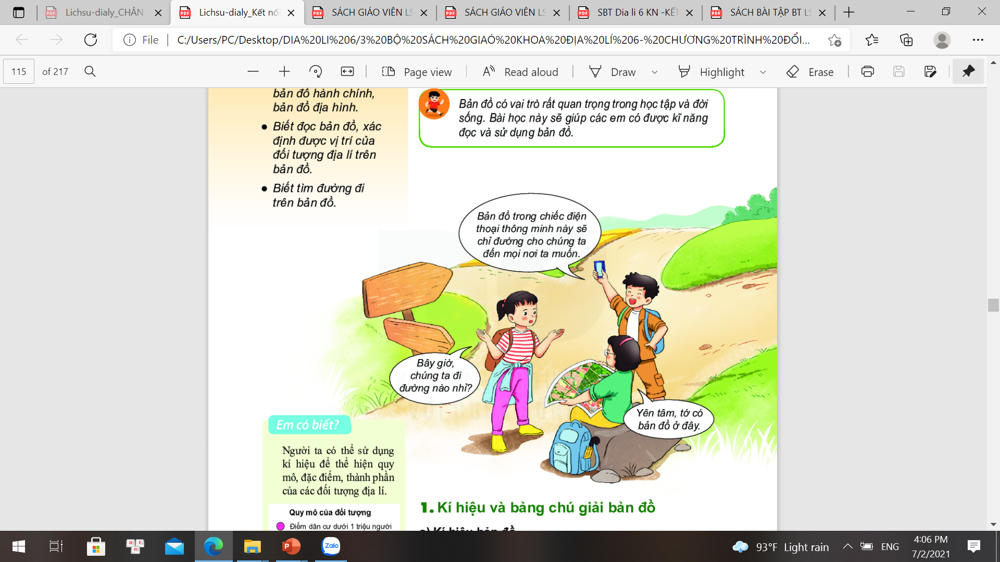 Lichsu-dialy_CHÂN
Lichsu-dialy_Kết nối
SÁCH GIÁO VIÊN LS
SÁCH GIÁO VIÊN LS
SBT Dia li 6 KN -KẾT
SÁCH BÀI TẬP BT LS
File
C:/Users/PC/Desktop/DIA%20LI%206/3%20BỘ%20SÁCH%20GIAÓ%20KHOA%20ĐỊA%20LÍ%206-%20CHƯƠNG%20TRÌNH%20ĐỔI...
115 of 217
Page view
Read aloud
Draw
Highlight
Erase
bản đồ hành chính,
bản đồ địa hình.
• Biết đọc bản đồ, xác
định được vị trí của
đối tượng địa lí trên
bản đồ.
• Biết tìm đường đi
trên bản đồ.
Bản đồ có vai trò rất quan trọng trong học tập và đời
sống. Bài học này sẽ giúp các em có được kĩ năng
đọc và sử dụng bản đồ.
Bản đồ trong chiếc điện
thoại thông minh này sẽ
chỉ đường cho chúng ta
đến mọi nơi ta muốn.
Bây giờ,
chúng ta đi
đường nào nhỉ?
Yên tâm, tớ có
bản đồ ở đây.
Em có biết?
Người ta có thể sử dụng
kí hiệu để thể hiện quy
mô, đặc điểm, thành phần
của các đối tượng địa lí.
Quy mô của đối tượng
Điểm dân cư dưới 1 triệu người
1. Kí hiệu và bảng chú giải bản đồ
a) Kí hiệu bản đồ
Zalo
93°F Light rain
ENG
4:06 PM
7/2/2021